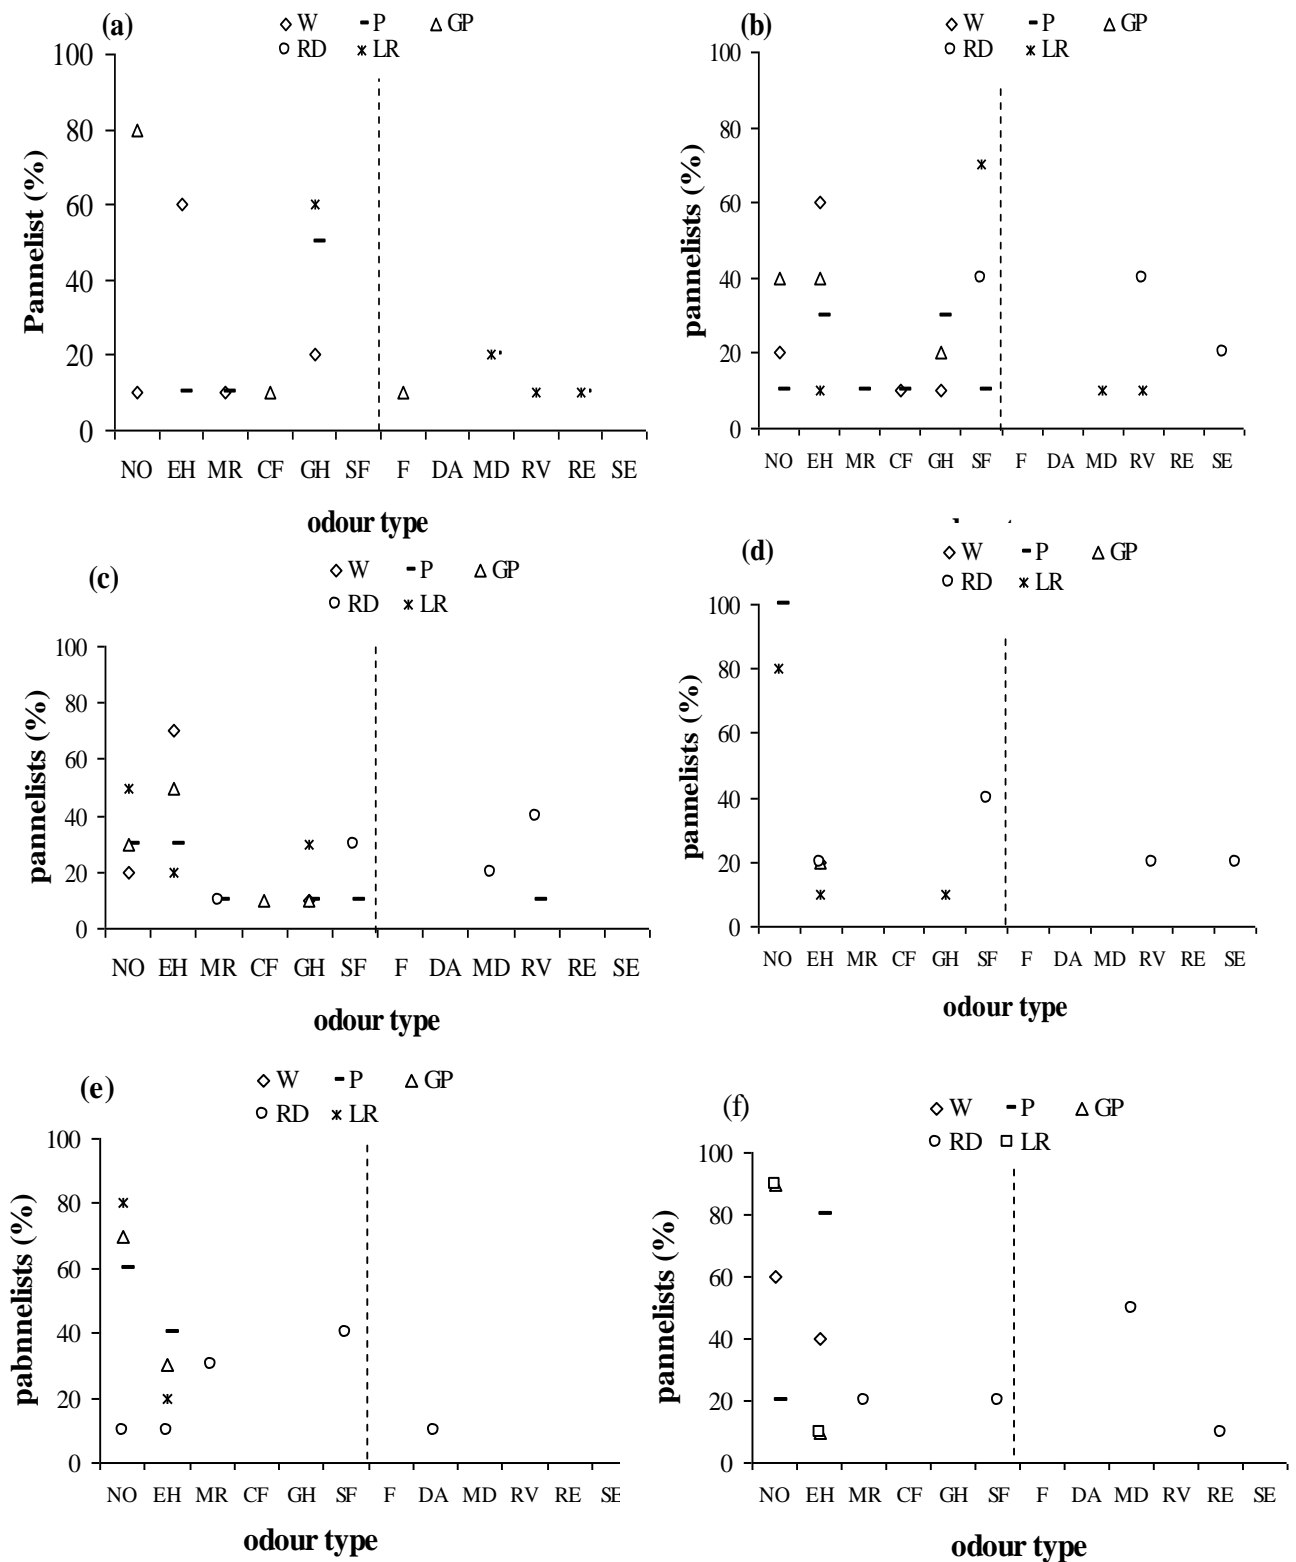 (a)
W P GP
RD LR
100
80
60
40
20
0
Pannelist (%)
NO EH MR CF GH SF F DA MD RV RE SE
odour type
(b)
W P GP
RD LR
100
80
60
40
20
0
pannelists (%)
NO EH MR CF GH SF F DA MD RV RE SE
(c)
W P GP
RD LR
100
80
60
40
20
0
pannelists (%)
NO EH MR CF GH SF F DA MD RV RE SE
odour type
(d)
W P GP
RD LR
100
80
60
40
20
0
pannelists (%)
NO EH MR CF GH SF F DA MD RV RE SE
odour type
(e)
W P GP
RD LR
100
80
60
40
20
0
pabnnelists (%)
NO EH MR CF GH SF F DA MD RV RE SE
odour type
(f)
W P GP
RD LR
100
80
60
40
20
0
pannelists (%)
NO EH MR CF GH SF F DA MD RV RE SE
odour type